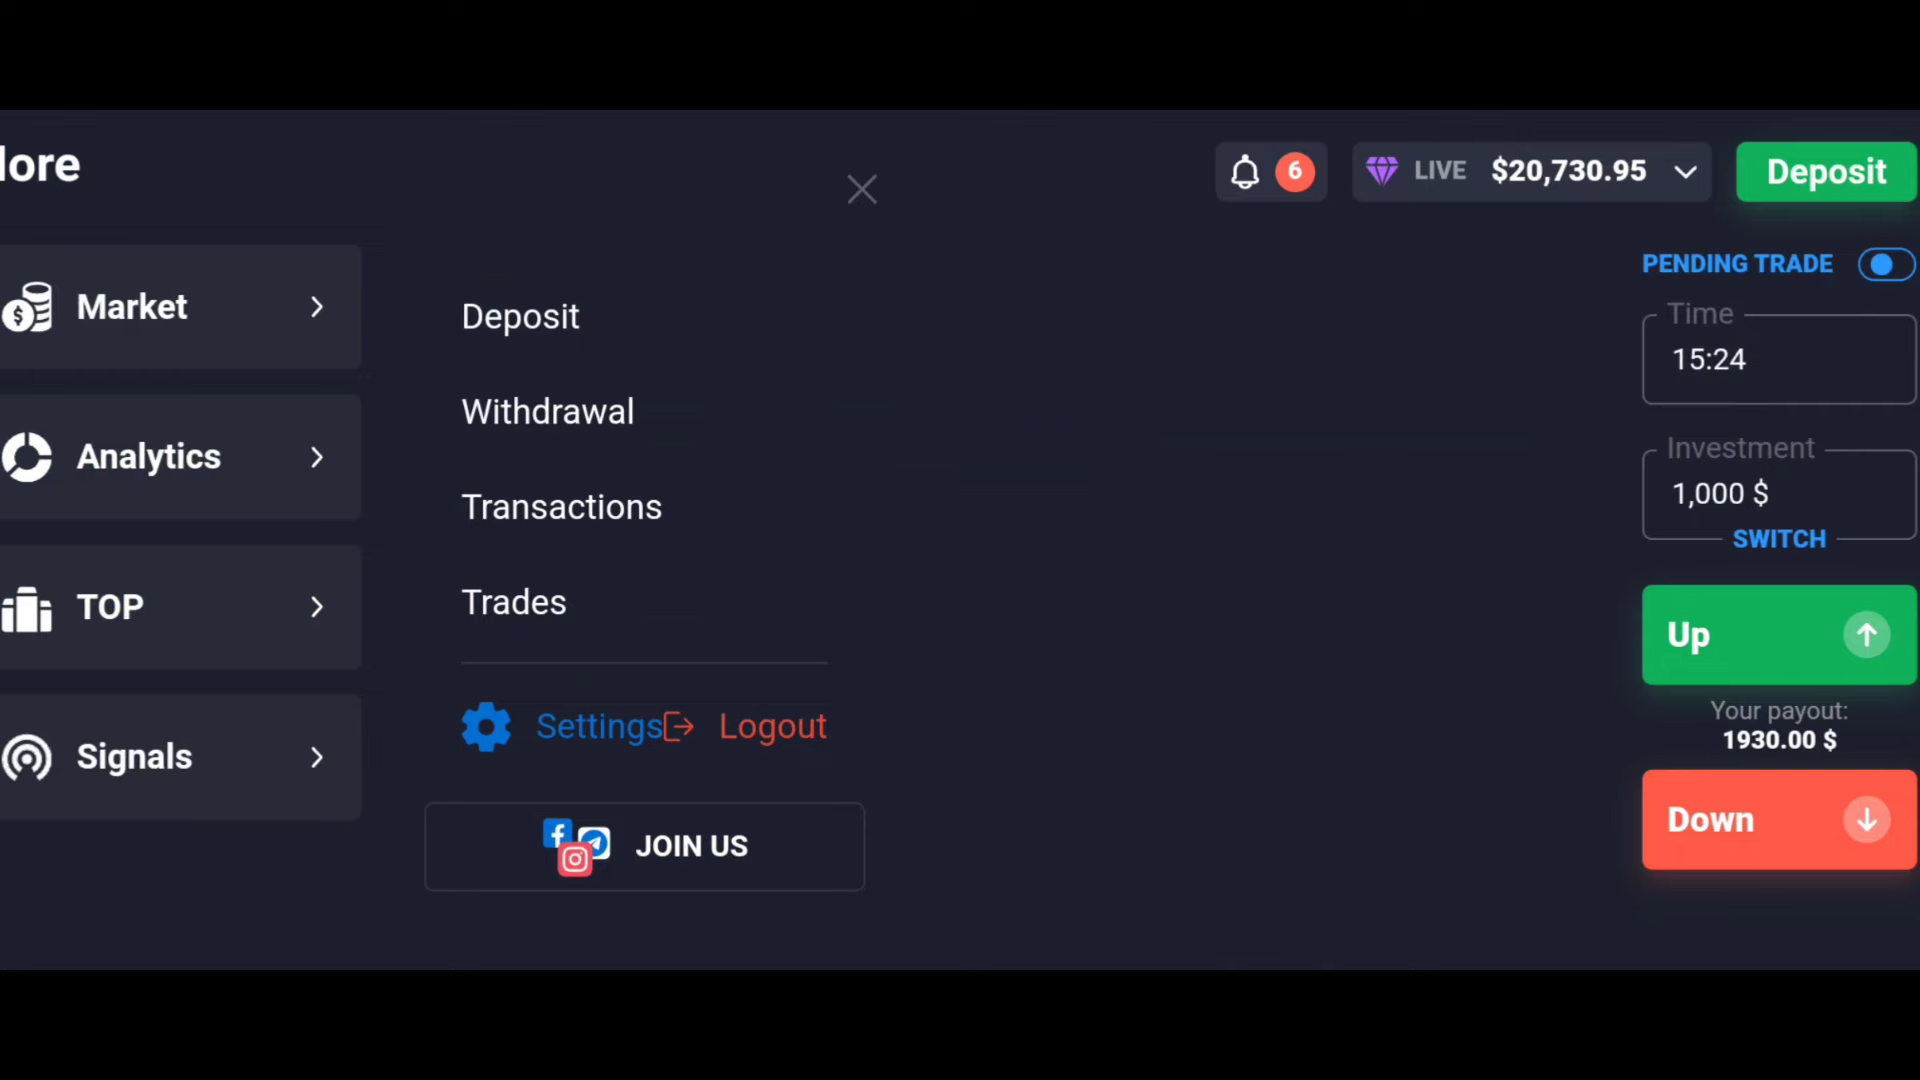 lore
6
LIVE $20,730.95
Deposit
Market
Analytics
TOP
Signals
Deposit
Withdrawal
Transactions
Trades
Settings
Logout
JOIN US
PENDING TRADE
Time
15:24
Investment
1,000 $
SWITCH
Up
Your payout:
1930.00 $
Down